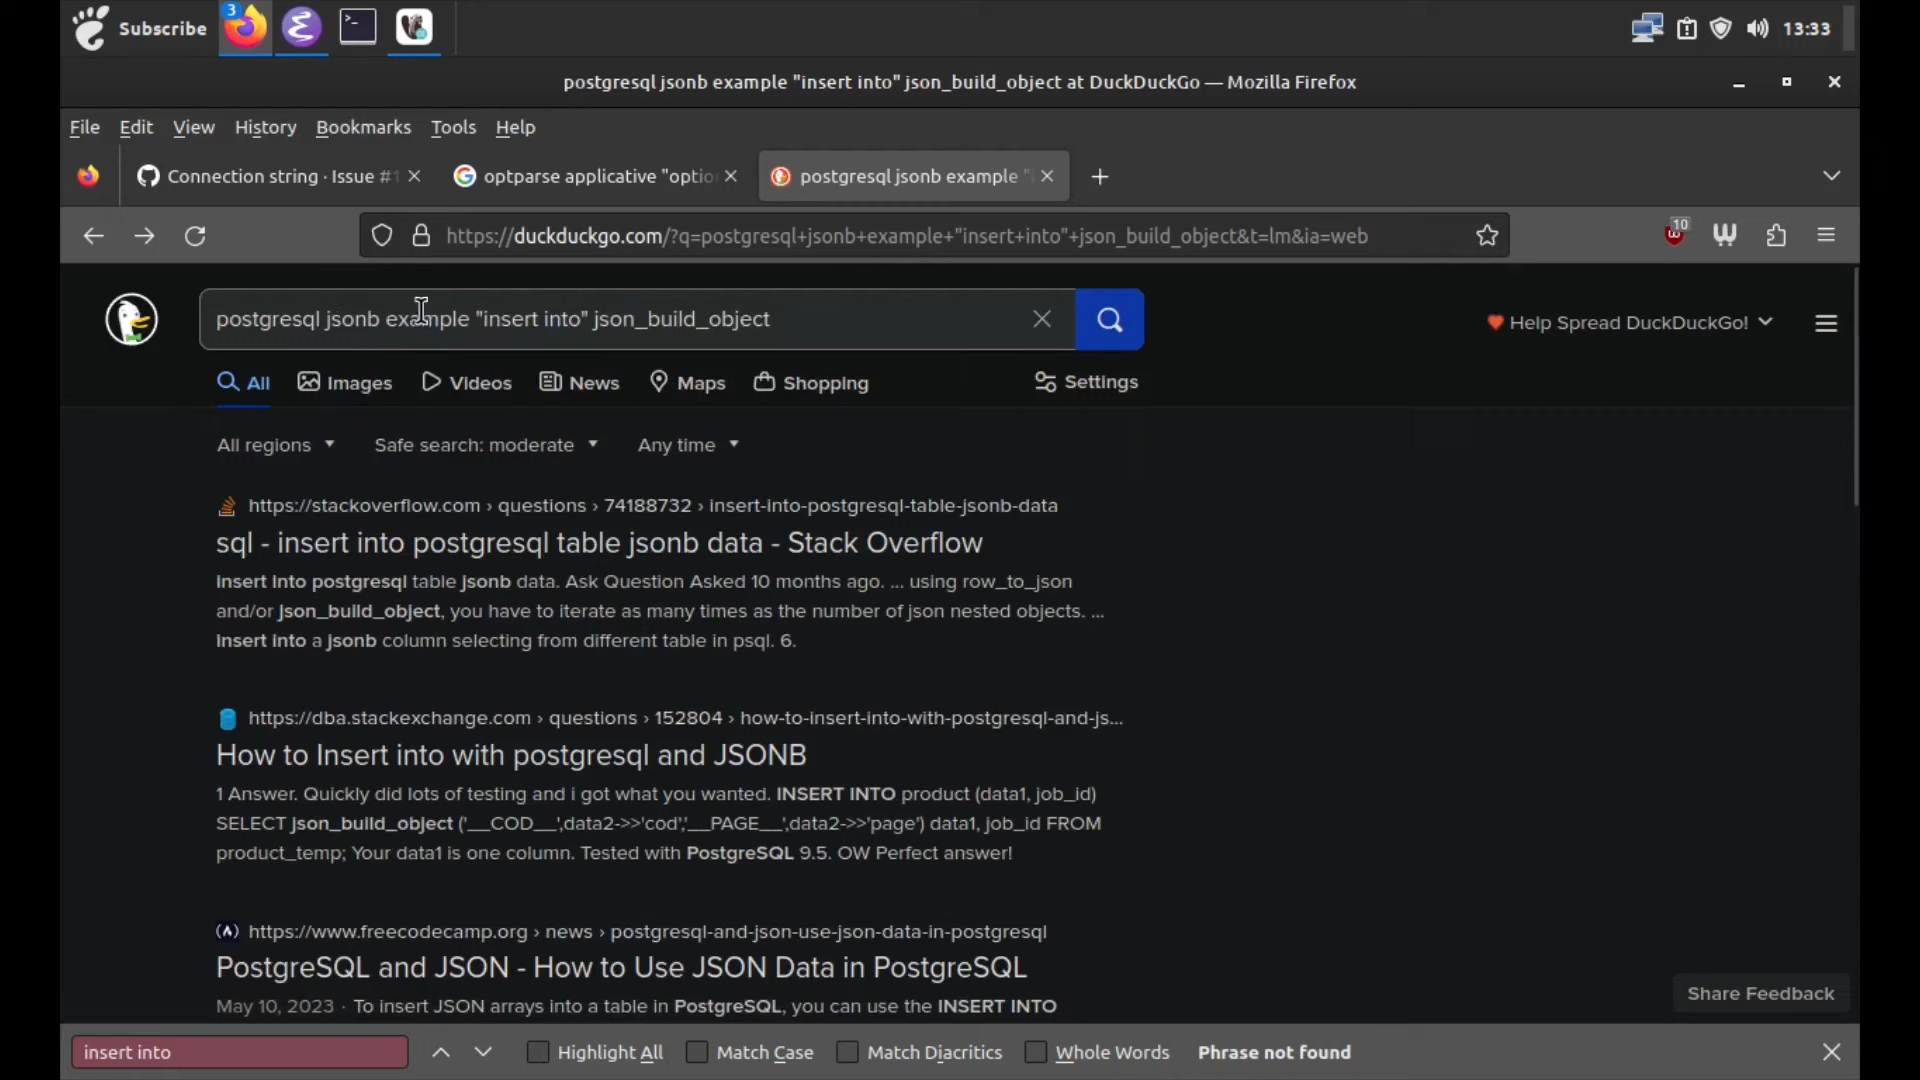 Subscribe
3
13:33
postgresql jsonb example "insert into" json_build_object at DuckDuckGo — Mozilla Firefox
File Edit View History Bookmarks Tools Help
Connection string · Issue #1
optparse applicative "optio
postgresql jsonb example "
https://duckduckgo.com/?q=postgresql+jsonb+example+"insert+into"+json_build_object&t=lm&ia=web
10
postgresql jsonb example "insert into" json_build_object
Help Spread DuckDuckGo!
All Images Videos News Maps Shopping Settings
All regions Safe search: moderate Any time
https://stackoverflow.com › questions › 74188732 › insert-into-postgresql-table-jsonb-data
sql - insert into postgresql table jsonb data - Stack Overflow
insert into postgresql table jsonb data. Ask Question Asked 10 months ago. ... using row_to_json
and/or json_build_object, you have to iterate as many times as the number of json nested objects. ...
Insert into a jsonb column selecting from different table in psql. 6.
https://dba.stackexchange.com › questions › 152804 › how-to-insert-into-with-postgresql-and-js...
How to Insert into with postgresql and JSONB
1 Answer. Quickly did lots of testing and i got what you wanted. INSERT INTO product (data1, job_id)
SELECT json_build_object ('__COD__',data2->>'cod','__PAGE__',data2->>'page') data1, job_id FROM
product_temp; Your data1 is one column. Tested with PostgreSQL 9.5. OW Perfect answer!
https://www.freecodecamp.org › news › postgresql-and-json-use-json-data-in-postgresql
PostgreSQL and JSON - How to Use JSON Data in PostgreSQL
May 10, 2023 · To insert JSON arrays into a table in PostgreSQL, you can use the INSERT INTO
Share Feedback
insert into
Highlight All Match Case Match Diacritics Whole Words Phrase not found